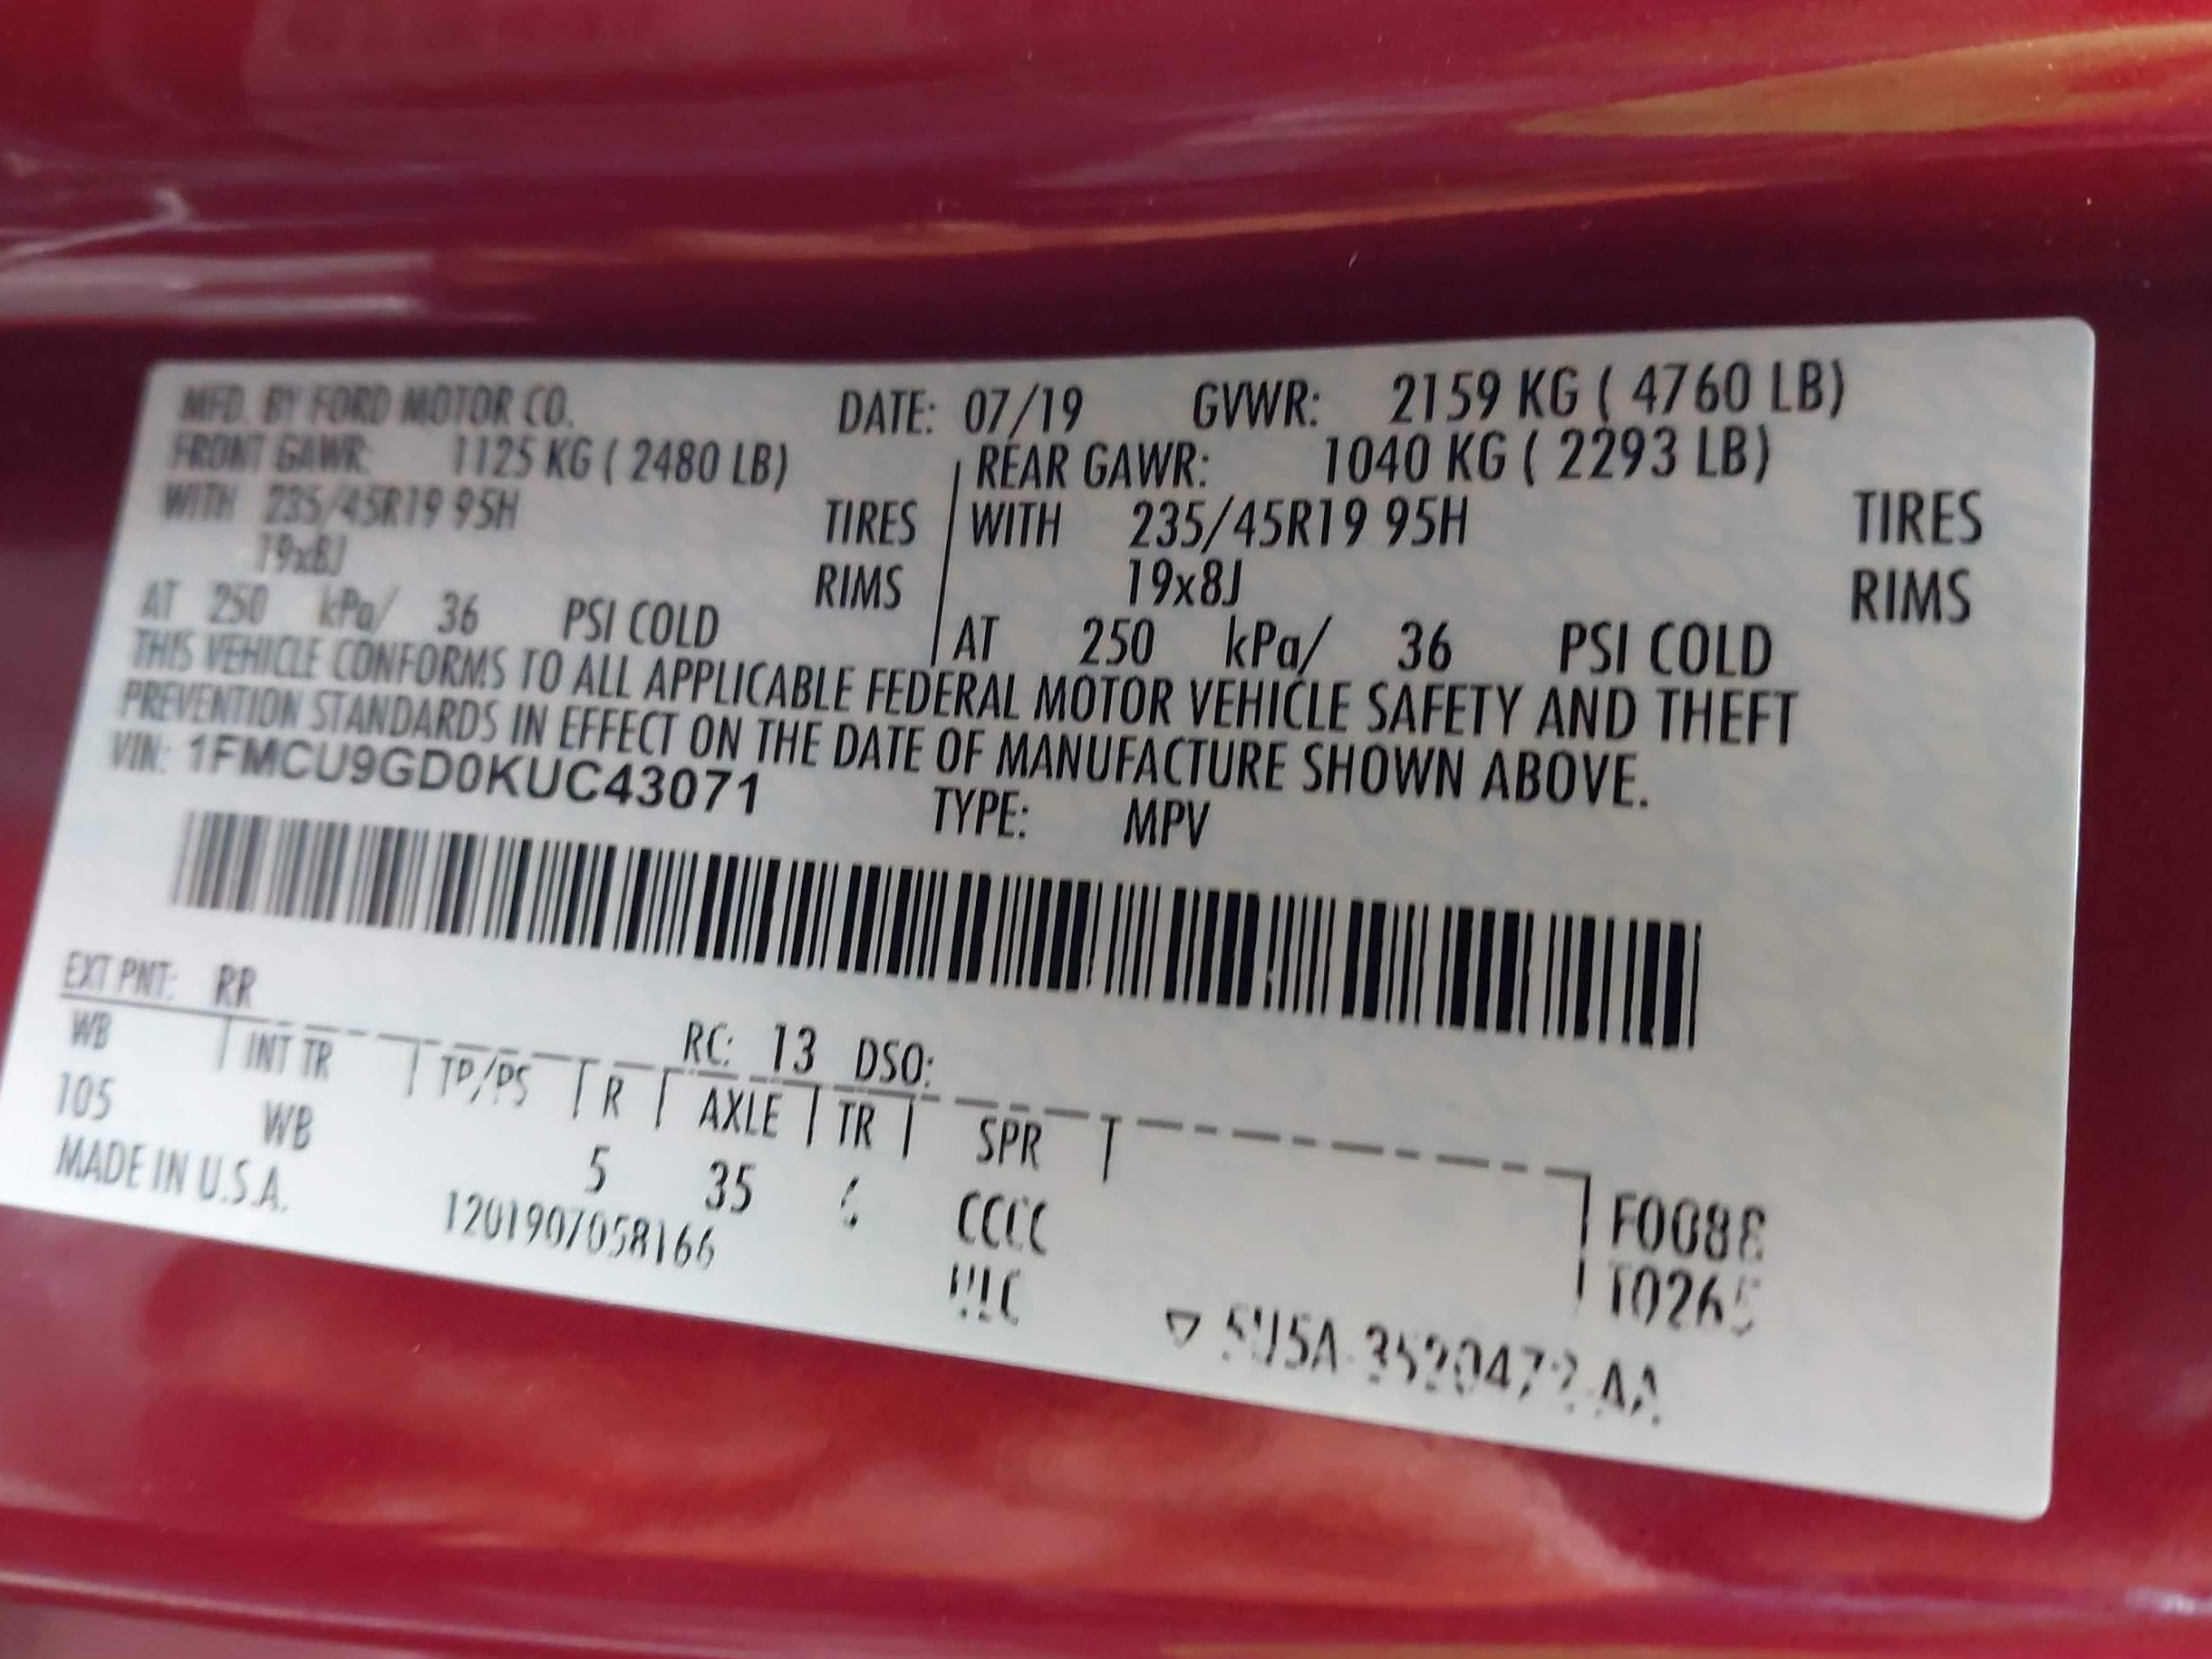 MFD. BY FORD MOTOR CO. DATE: 07/19 GVWR: 2159 KG ( 4760 LB)
FRONT GAWR: 1125 KG ( 2480 LB) REAR GAWR: 1040 KG ( 2293 LB)
WITH 235/45R19 95H TIRES WITH 235/45R19 95H TIRES
19x8J RIMS 19x8J RIMS
AT 250 kPa/ 36 PSI COLD AT 250 kPa/ 36 PSI COLD
THIS VEHICLE CONFORMS TO ALL APPLICABLE FEDERAL MOTOR VEHICLE SAFETY AND THEFT
PREVENTION STANDARDS IN EFFECT ON THE DATE OF MANUFACTURE SHOWN ABOVE.
VIN: 1FMCU9GD0KUC43071 TYPE: MPV
EXT PNT: RR RC: 13 DSO:
WB INT TR TP/PS R AXLE TR SPR F0088
105 WB 5 35 CCCC
MADE IN U.S.A. 1201907058166